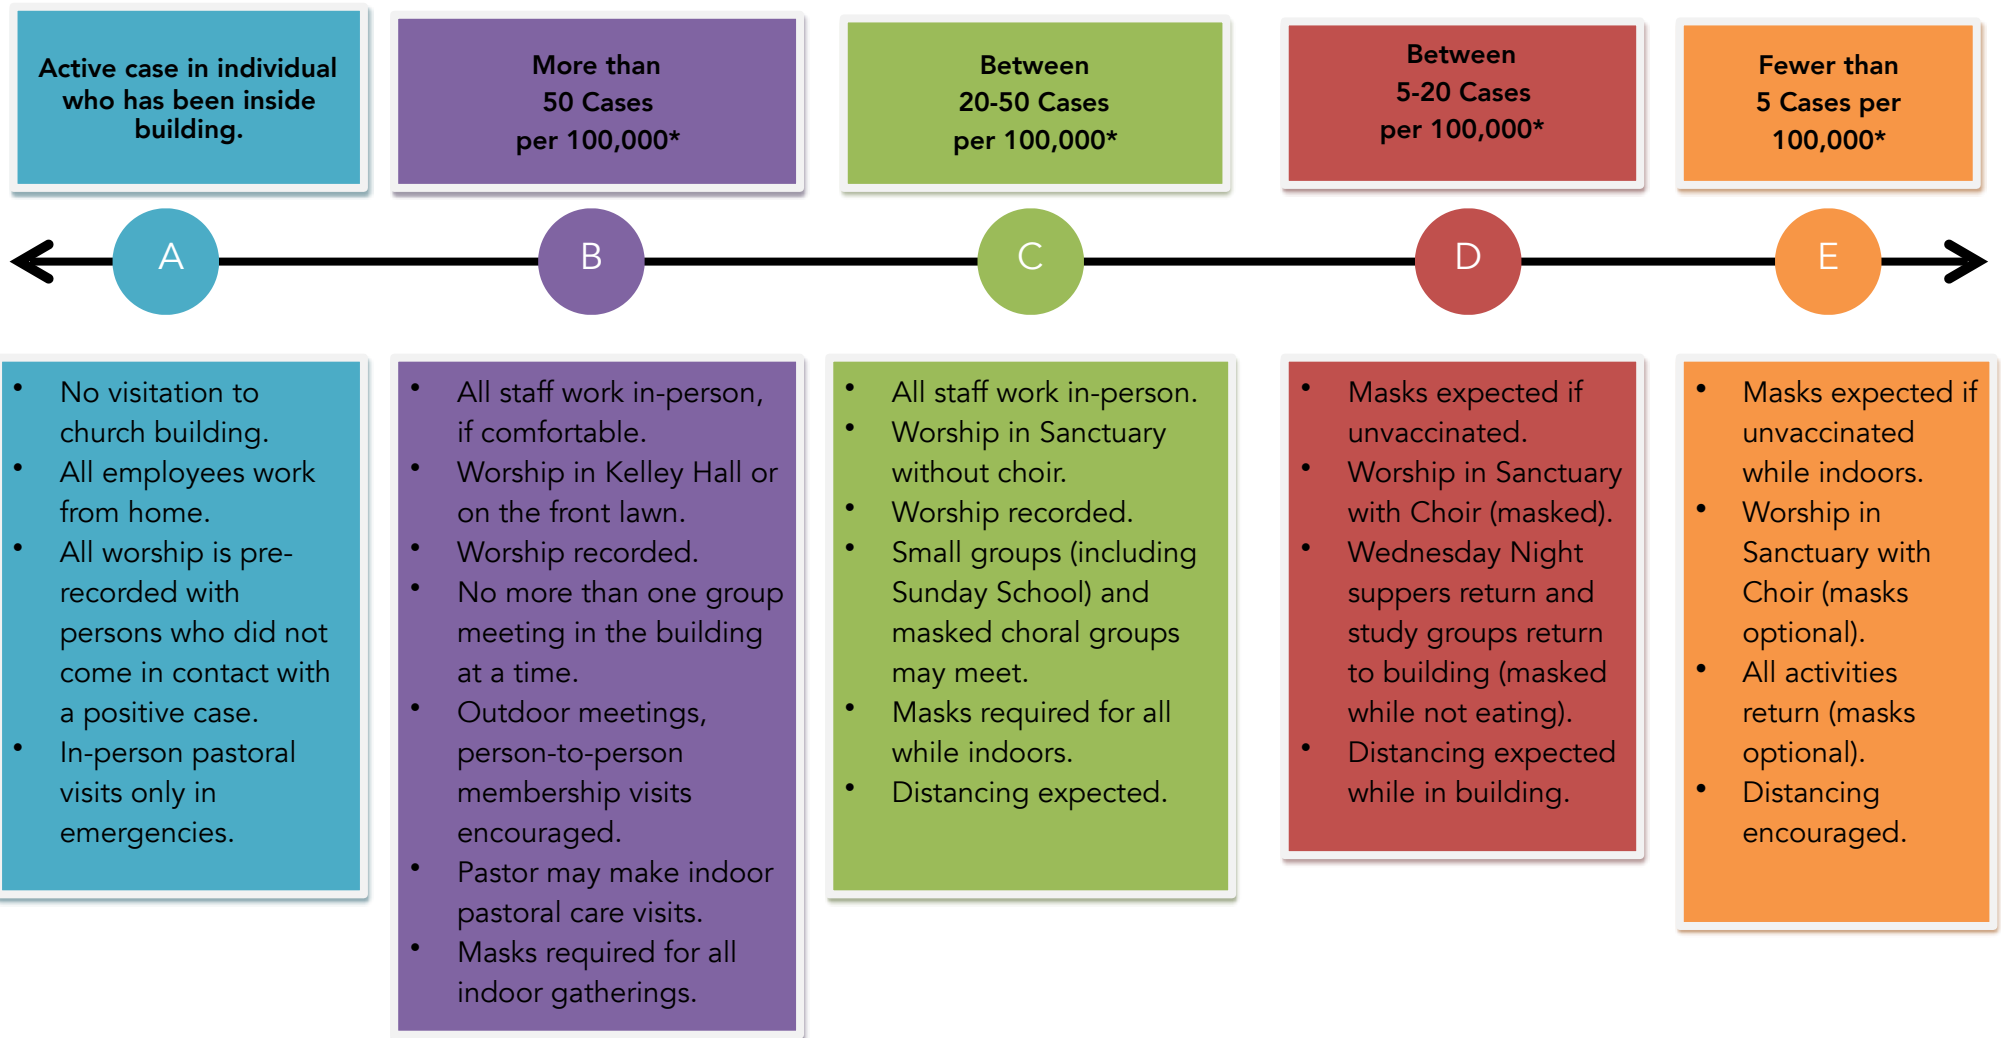 Active case in individual
who has been inside
building.
More than
50 Cases
per 100,000*
Between
20-50 Cases
per 100,000*
Between
5-20 Cases
per 100,000*
Fewer than
5 Cases per
100,000*
A
B
C
D
E
• No visitation to
church building.
• All employees work
from home.
• All worship is pre-
recorded with
persons who did not
come in contact with
a positive case.
• In-person pastoral
visits only in
emergencies.
• All staff work in-person,
if comfortable.
• Worship in Kelley Hall or
on the front lawn.
• Worship recorded.
• No more than one group
meeting in the building
at a time.
• Outdoor meetings,
person-to-person
membership visits
encouraged.
• Pastor may make indoor
pastoral care visits.
• Masks required for all
indoor gatherings.
• All staff work in-person.
• Worship in Sanctuary
without choir.
• Worship recorded.
• Small groups (including
Sunday School) and
masked choral groups
may meet.
• Masks required for all
while indoors.
• Distancing expected.
• Masks expected if
unvaccinated.
• Worship in Sanctuary
with Choir (masked).
• Wednesday Night
suppers return and
study groups return
to building (masked
while not eating).
• Distancing expected
while in building.
• Masks expected if
unvaccinated
while indoors.
• Worship in
Sanctuary with
Choir (masks
optional).
• All activities
return (masks
optional).
• Distancing
encouraged.